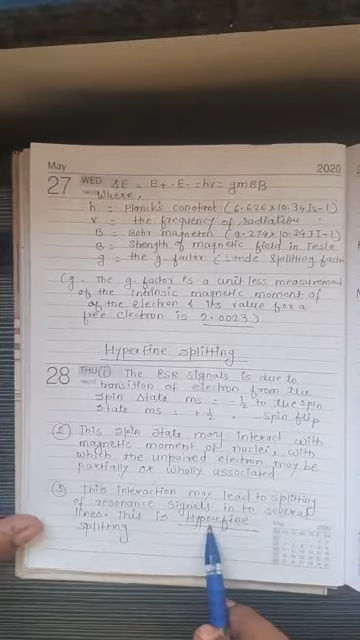 May 2020
27 WED ΔE = E+ - E- = hv = gmBB
Where,
h = Planck's constant (6.626x10.34Js-1)
v = the frequency of radiation
B = Bohr magneton (9.274x10.24JT-1)
B = Strength of magnetic field in Tesla
g = the g-factor (Lande Splitting factor
(g. The g-factor is a unit less measurement
of the intrinsic magnetic moment of
of the electron & its value for a
free electron is 2.0023)
Hyperfine splitting
28 THU ① The ESR signals is due to
transition of electron from the
spin state ms = -1/2 to the spin
state ms = +1/2. spin flip
② This spin state may interact with
magnetic moment of nuclei, with
which the unpaired electron may be
partially or wholly associated
③ This interaction may lead to splitting
of resonance signals in to several
lines. This is Hyperfine
splitting
May 2020